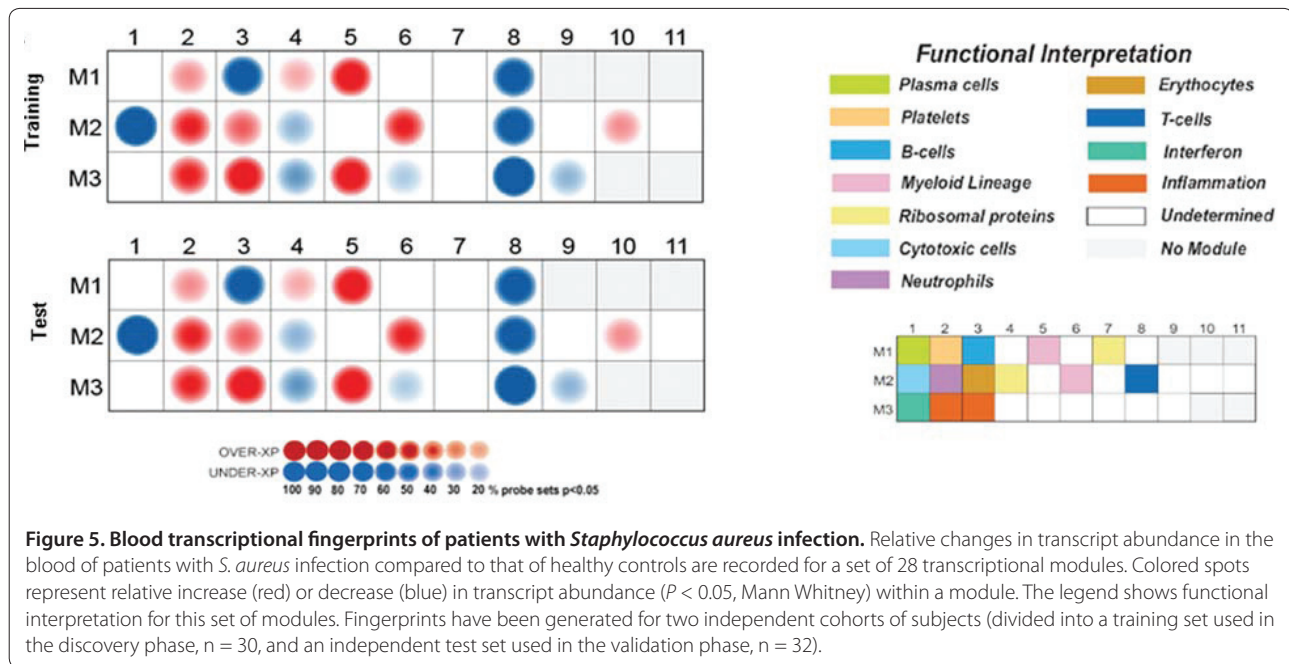 1 2 3 4 5 6 7 8 9 10 11
Training
M1
M2
M3
1 2 3 4 5 6 7 8 9 10 11
Test
M1
M2
M3
OVER-XP
UNDER-XP
100 90 80 70 60 50 40 30 20 % probe sets p<0.05
Functional Interpretation
Plasma cells
Erythrocytes
Platelets
T-cells
B-cells
Interferon
Myeloid Lineage
Inflammation
Ribosomal proteins
Undetermined
Cytotoxic cells
No Module
Neutrophils
1 2 3 4 5 6 7 8 9 10 11
M1
M2
M3
Figure 5. Blood transcriptional fingerprints of patients with Staphylococcus aureus infection. Relative changes in transcript abundance in the
blood of patients with S. aureus infection compared to that of healthy controls are recorded for a set of 28 transcriptional modules. Colored spots
represent relative increase (red) or decrease (blue) in transcript abundance (P < 0.05, Mann Whitney) within a module. The legend shows functional
interpretation for this set of modules. Fingerprints have been generated for two independent cohorts of subjects (divided into a training set used in
the discovery phase, n = 30, and an independent test set used in the validation phase, n = 32).